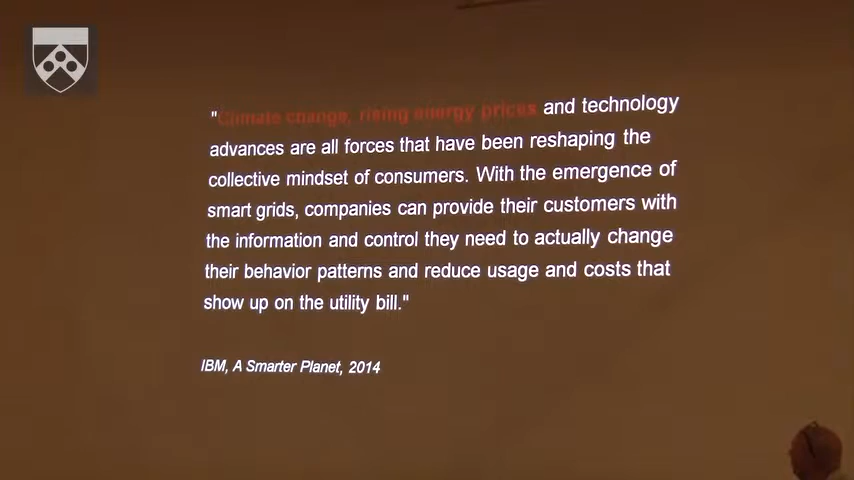 "Climate change, rising energy prices and technology
advances are all forces that have been reshaping the
collective mindset of consumers. With the emergence of
smart grids, companies can provide their customers with
the information and control they need to actually change
their behavior patterns and reduce usage and costs that
show up on the utility bill."
IBM, A Smarter Planet, 2014